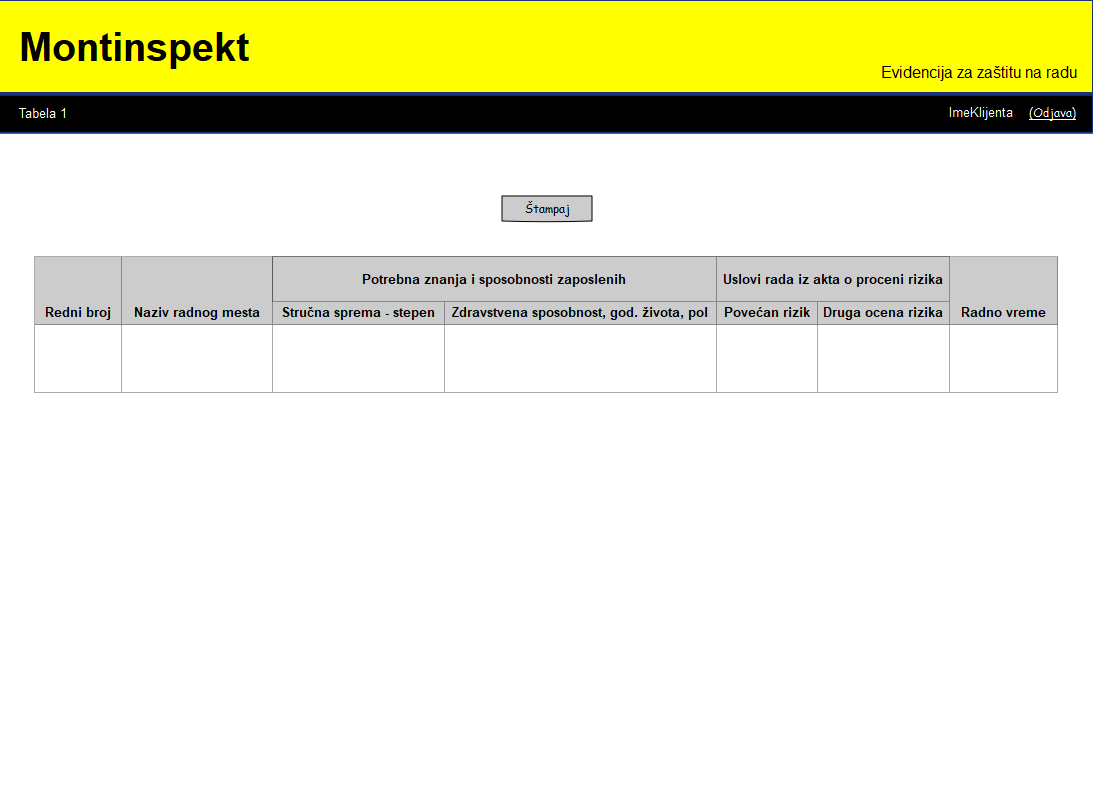 Montinspekt
Evidencija za zaštitu na radu
Tabela 1
ImeKlijenta (Odjava)
Štampaj
Potrebna znanja i sposobnosti zaposlenih
Uslovi rada iz akta o proceni rizika
Redni broj
Naziv radnog mesta
Stručna sprema - stepen
Zdravstvena sposobnost, god. života, pol
Povećan rizik
Druga ocena rizika
Radno vreme